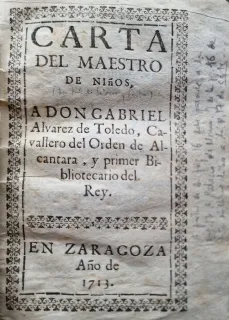 CARTA
DEL MAESTRO
DE NIñOS,
A DON GABRIEL
Alvarez de Toledo, Ca-
vallero del Orden de Al-
cantara, y primer Bi-
bliotecario del
Rey.
EN ZARAGOZA
Año de
1713.